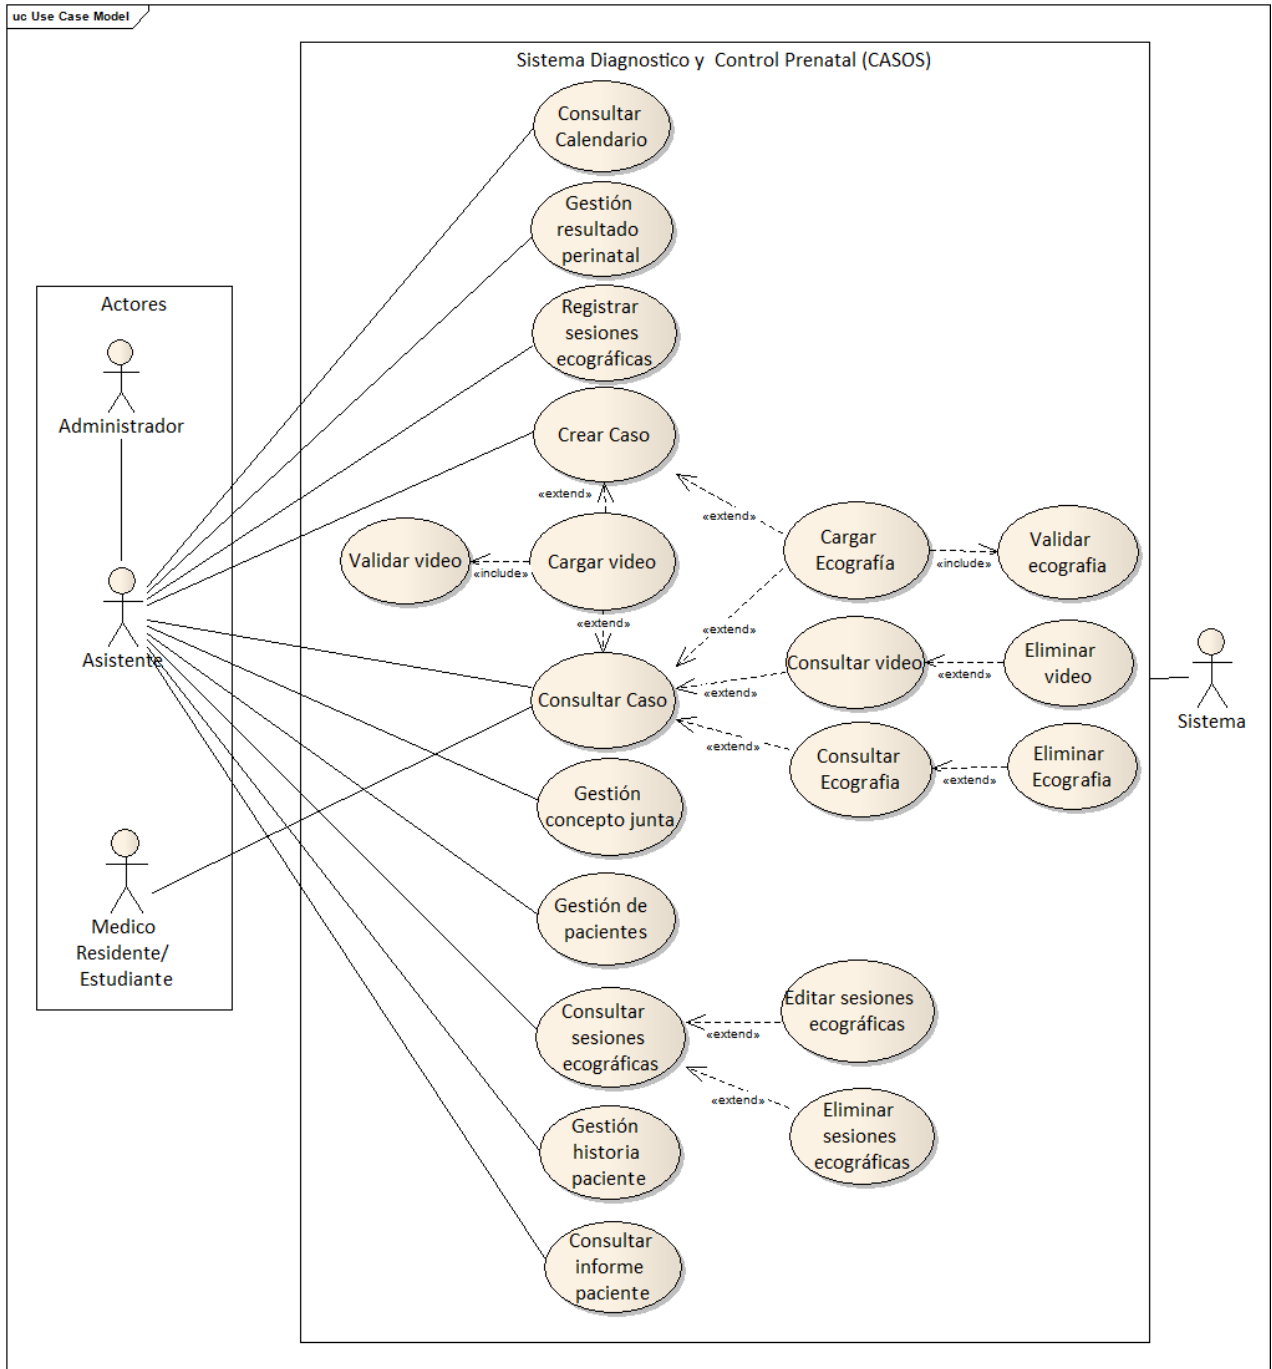 uc Use Case Model
Sistema Diagnostico y Control Prenatal (CASOS)
Consultar
Calendario
Gestión
resultado
perinatal
Registrar
sesiones
ecográficas
Actores
Administrador
Crear Caso
«extend»
«extend»
Cargar
Ecografía
Validar
ecografia
«include»
Validar video
«include»
Cargar video
«extend»
«extend»
Asistente
Consultar Caso
Consultar video
«extend»
Eliminar
video
«extend»
Sistema
«extend»
Consultar
Ecografia
«extend»
Eliminar
Ecografia
Gestión
concepto junta
Medico
Residente/
Estudiante
Gestión de
pacientes
Consultar
sesiones
ecográficas
«extend»
Editar sesiones
ecográficas
«extend»
Eliminar
sesiones
ecográficas
Gestión
historia
paciente
Consultar
informe
paciente